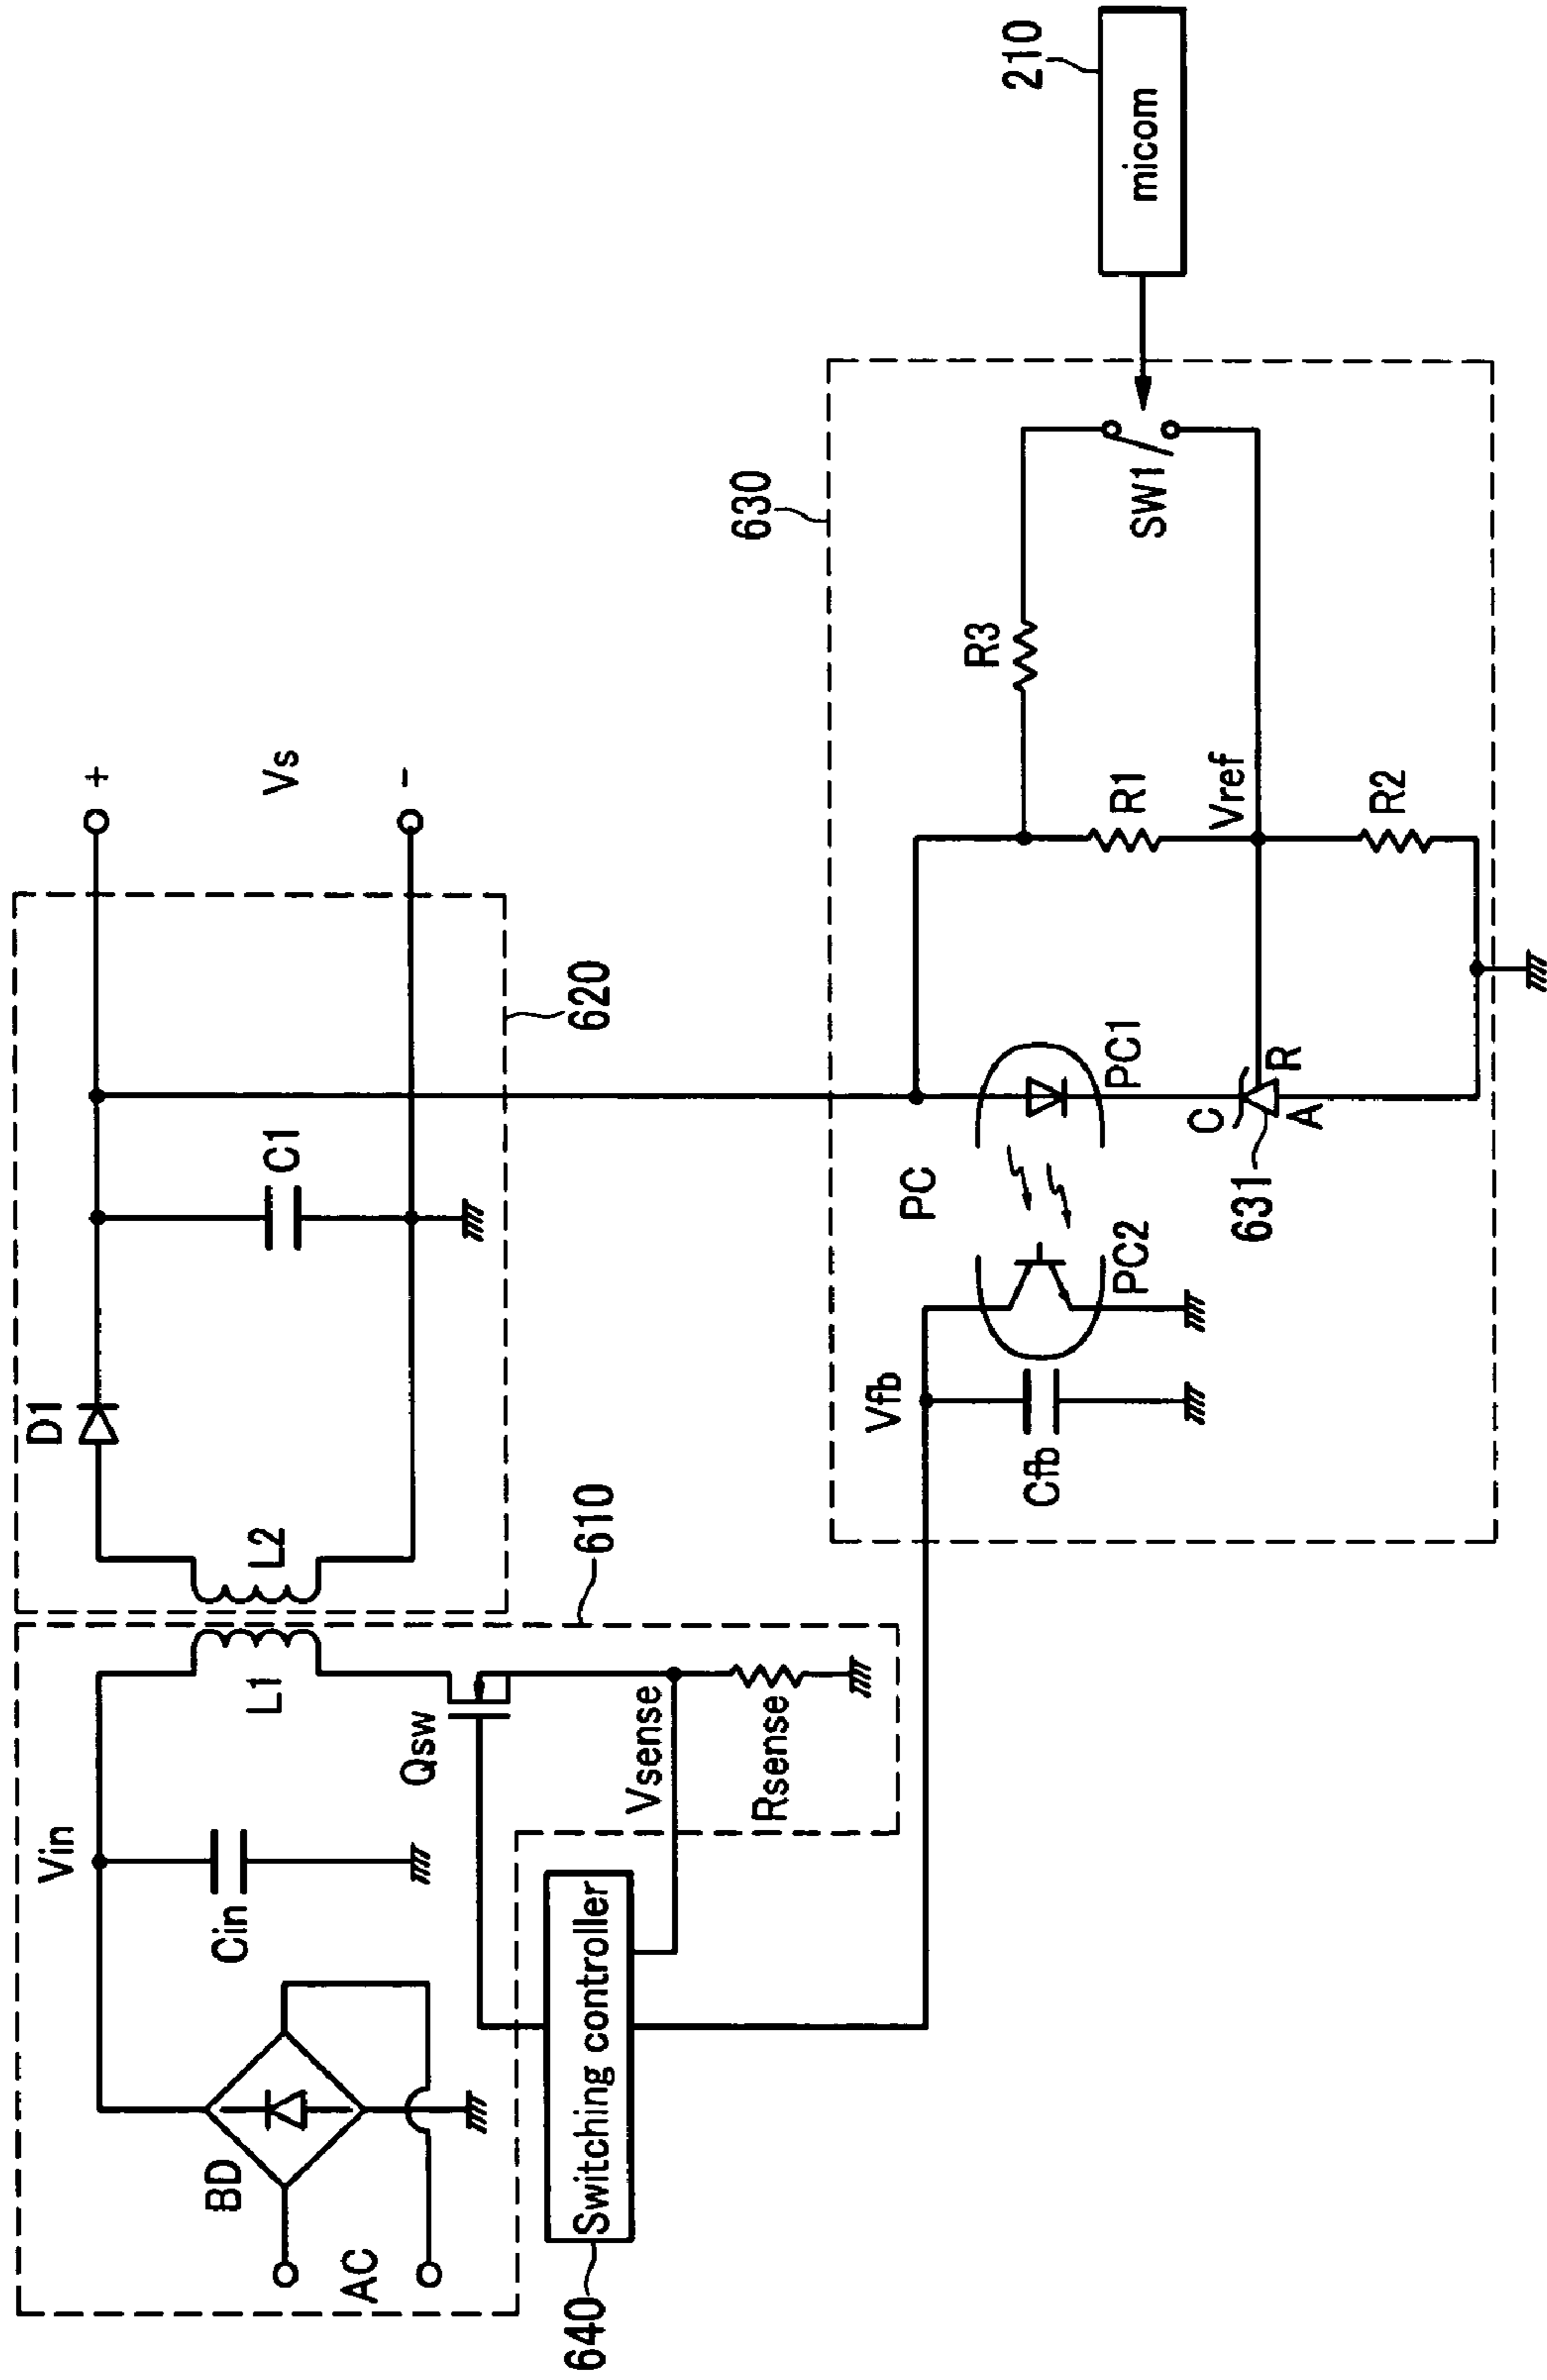 210
micom
630
SW1
R3
+
Vs
-
R1
Vref
R2
620
C1
D1
L2
PC
PC1
C
R
A
631
PC2
Vfb
Cfb
610
L1
Vin
Cin
Qsw
Vsense
Rsense
BD
AC
Switching controller
640